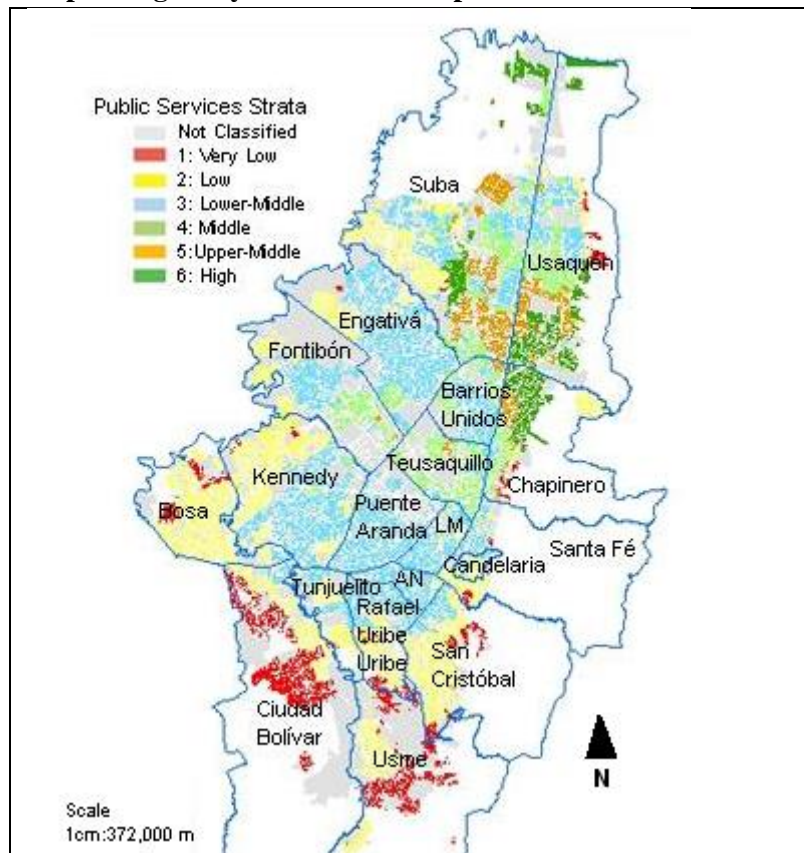 Public Services Strata
Not Classified
1: Very Low
2: Low
3: Lower-Middle
4: Middle
5:Upper-Middle
6: High
Suba
Usaquén
Engativá
Fontibón
Barrios
Unidos
Teusaquillo
Kennedy
Chapinero
Bosa
Puente
Aranda
LM
Santa Fé
Candelaria
Tunjuelito
AN
Rafael
Uribe
Uribe
San
Cristóbal
Ciudad
Bolívar
Usme
N
Scale
1cm:372,000 m